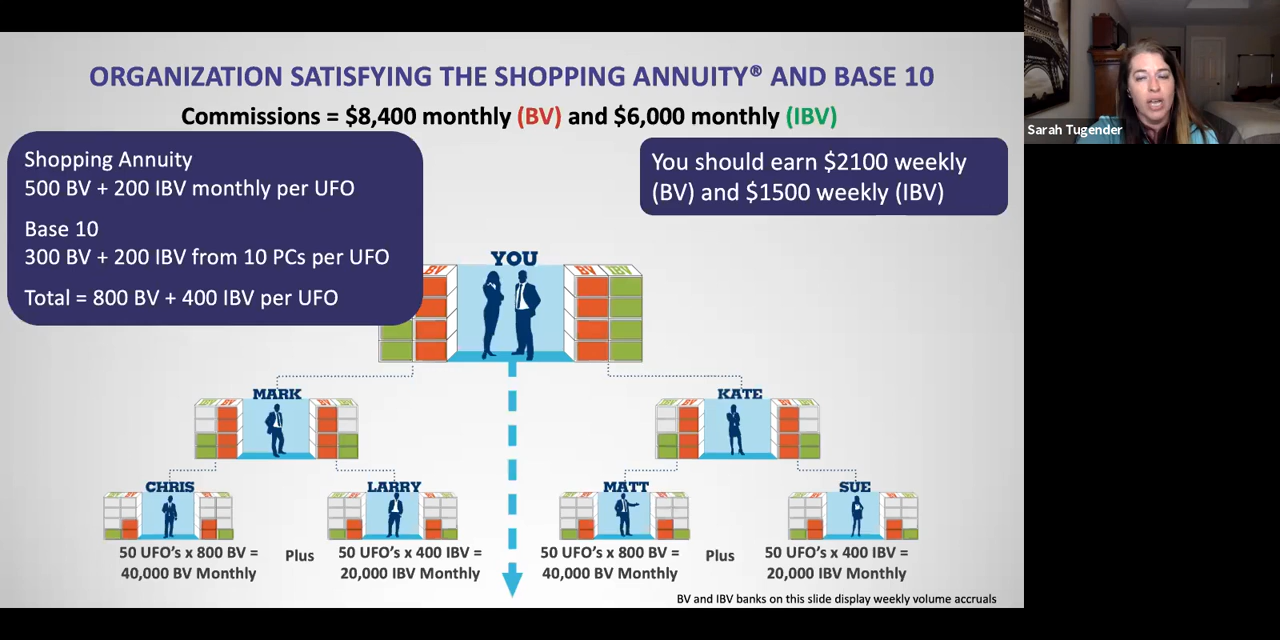 ORGANIZATION SATISFYING THE SHOPPING ANNUITY® AND BASE 10
Commissions = $8,400 monthly (BV) and $6,000 monthly (IBV)
Shopping Annuity
500 BV + 200 IBV monthly per UFO
Base 10
300 BV + 200 IBV from 10 PCs per UFO
Total = 800 BV + 400 IBV per UFO
You should earn $2100 weekly
(BV) and $1500 weekly (IBV)
YOU
BV
BV IBV
MARK
KATE
CHRIS
LARRY
MATT
SUE
50 UFO's x 800 BV =
40,000 BV Monthly
Plus
50 UFO's x 400 IBV =
20,000 IBV Monthly
50 UFO's x 800 BV =
40,000 BV Monthly
Plus
50 UFO's x 400 IBV =
20,000 IBV Monthly
BV and IBV banks on this slide display weekly volume accruals
Sarah Tugender